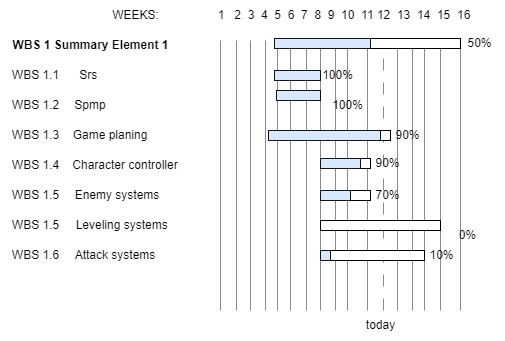 WEEKS: 1 2 3 4 5 6 7 8 9 10 11 12 13 14 15 16
WBS 1 Summary Element 1 50%
WBS 1.1 Srs 100%
WBS 1.2 Spmp 100%
WBS 1.3 Game planing 90%
WBS 1.4 Character controller 90%
WBS 1.5 Enemy systems 70%
WBS 1.5 Leveling systems 0%
WBS 1.6 Attack systems 10%
today